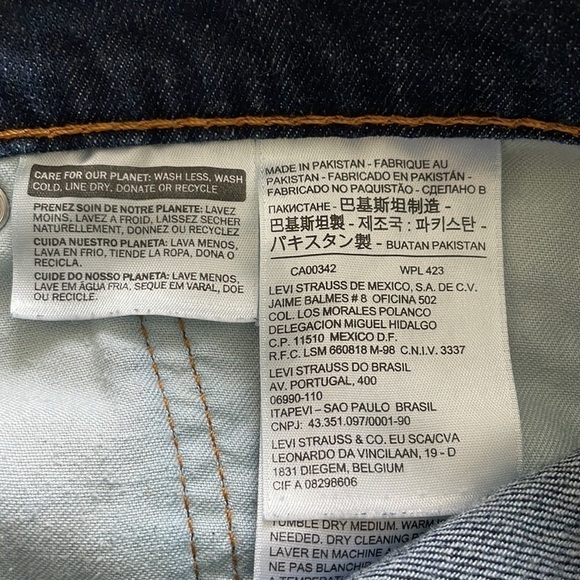 CARE FOR OUR PLANET: WASH LESS, WASH
COLD, LINE DRY, DONATE OR RECYCLE
PRENEZ SOIN DE NOTRE PLANETE: LAVEZ
MOINS, LAVEZ A FROID, LAISSEZ SECHER
NATURELLEMENT, DONNEZ OU RECYCLEZ
CUIDA NUESTRO PLANETA: LAVA MENOS,
LAVA EN FRIO, TIENDE LA ROPA, DONA O
RECICLA.
CUIDE DO NOSSO PLANETA: LAVE MENOS,
LAVE EM ÁGUA FRIA, SEQUE EM VARAL, DOE
OU RECICLE.
MADE IN PAKISTAN - FABRIQUE AU
PAKISTAN - FABRICADO EN PAKISTÁN -
FABRICADO NO PAQUISTÃO - СДЕЛАНО В
ПАКИСТАНЕ - 巴基斯坦制造 -
巴基斯坦製 - 제조국 : 파키스탄 -
パキスタン製 - BUATAN PAKISTAN
CA00342 WPL 423
LEVI STRAUSS DE MEXICO, S.A. DE C.V.
JAIME BALMES # 8 OFICINA 502
COL. LOS MORALES POLANCO
DELEGACION MIGUEL HIDALGO
C.P. 11510 MEXICO D.F.
R.F.C. LSM 660818 M-98 C.N.I.V. 3337
LEVI STRAUSS DO BRASIL
AV. PORTUGAL, 400
06990-110
ITAPEVI - SAO PAULO BRASIL
CNPJ: 43.351.097/0001-90
LEVI STRAUSS & CO. EU SCA/CVA
LEONARDO DA VINCILAAN, 19 - D
1831 DIEGEM, BELGIUM
CIF A 08298606
TUMBLE DRY MEDIUM. WARM
NEEDED. DRY CLEANING
LAVER EN MACHINE A
NE PAS BLANCHIR